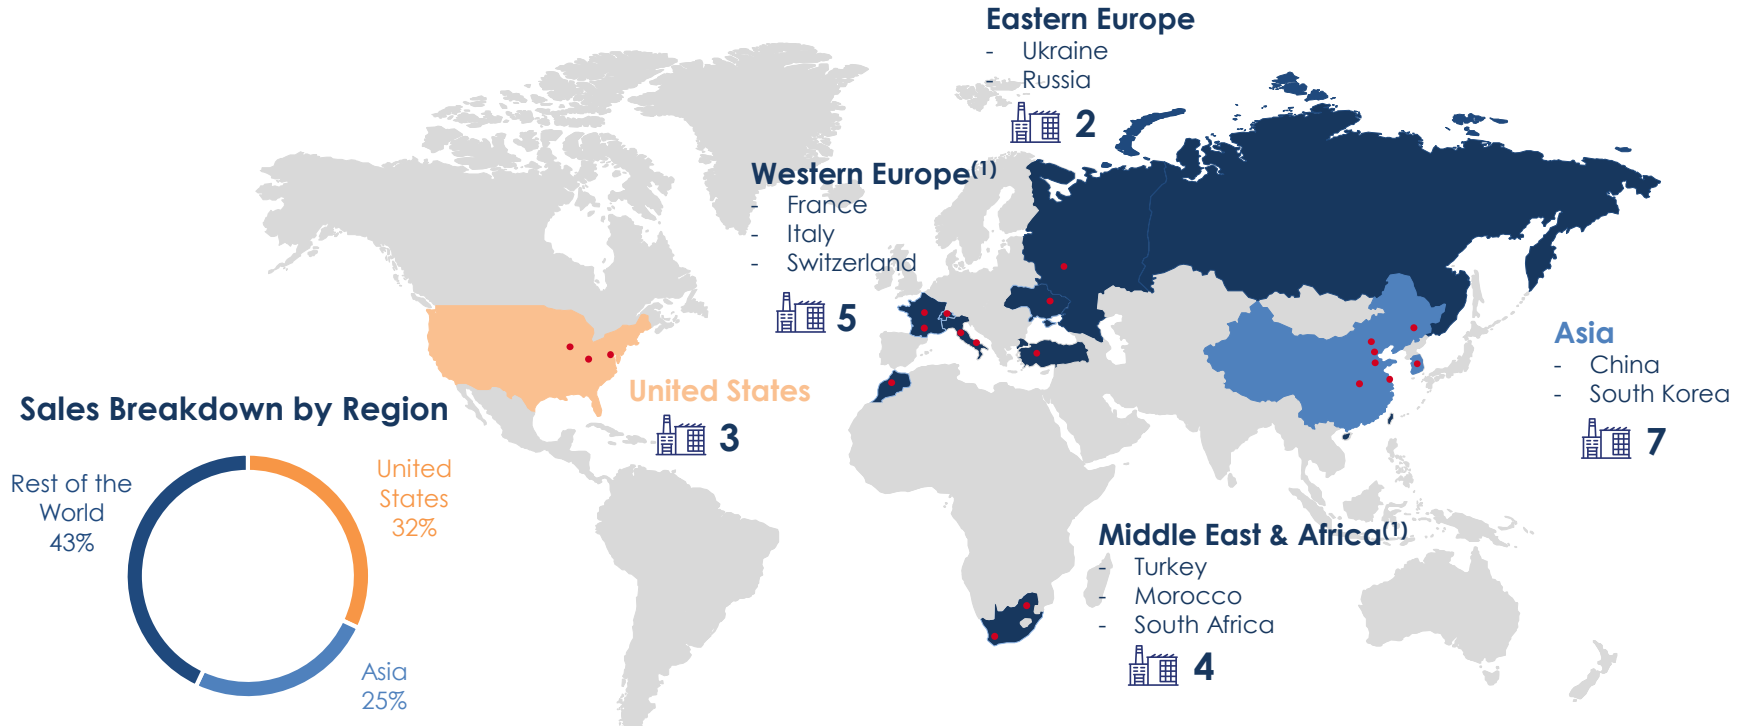 Eastern Europe
- Ukraine
- Russia
2
Western Europe(1)
- France
- Italy
- Switzerland
5
United States
3
Asia
- China
- South Korea
7
Middle East & Africa(1)
- Turkey
- Morocco
- South Africa
4
Sales Breakdown by Region
Rest of the
World
43%
United
States
32%
Asia
25%